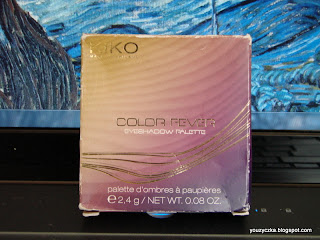 KIKO
COLOR FEVER
EYESHADOW PALETTE
palette d'ombres à paupières
℮ 2,4 g / NET WT. 0.08 OZ.
youzyczka.blogspot.com